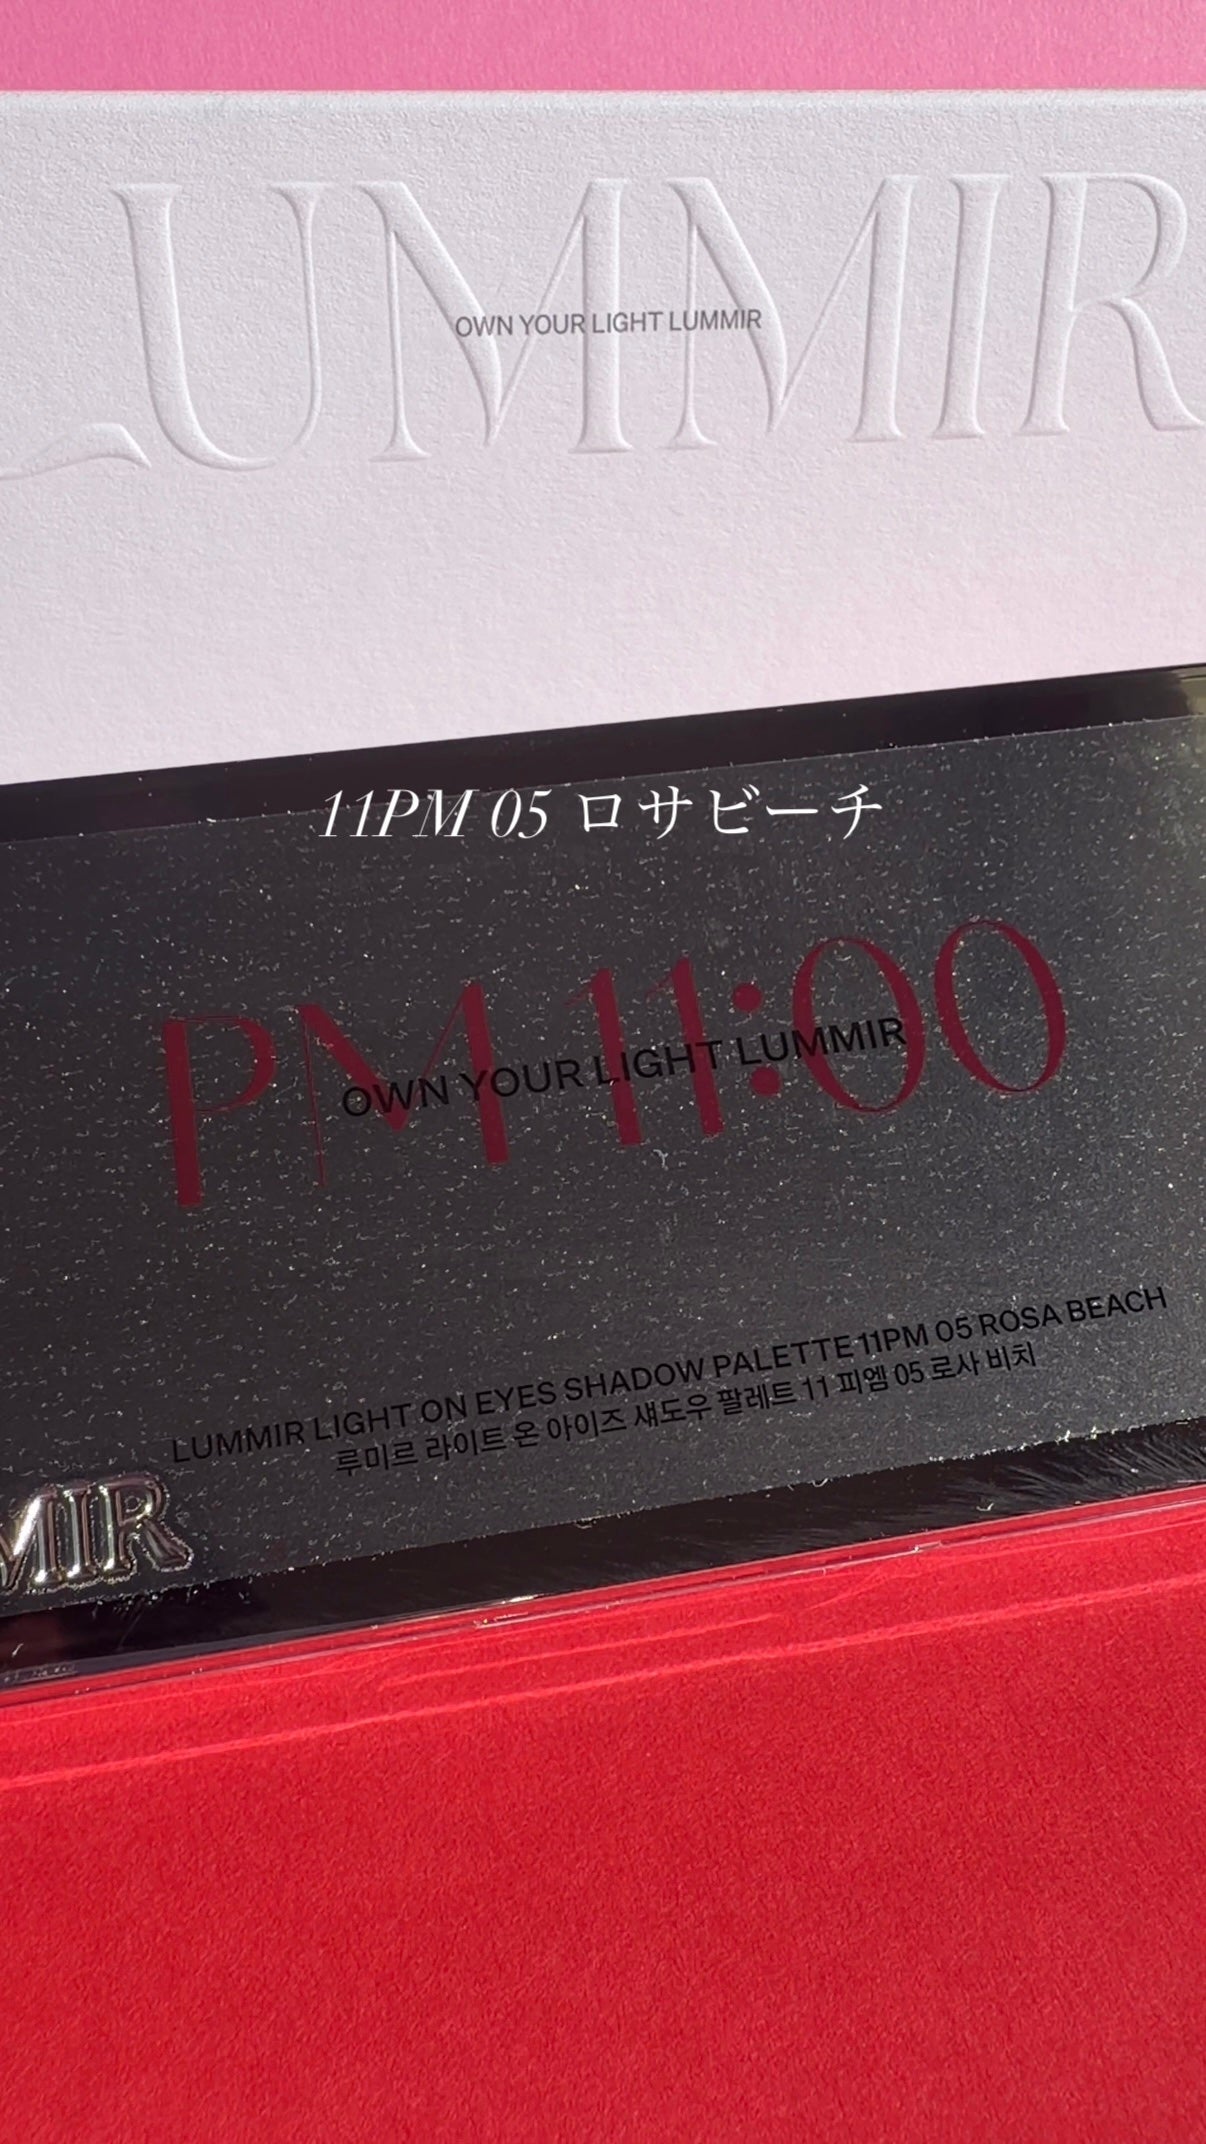 LUMMIR
OWN YOUR LIGHT LUMMIR
11PM 05 ロサビーチ
PM 11:00
OWN YOUR LIGHT LUMMIR
LUMMIR LIGHT ON EYES SHADOW PALETTE 11PM 05 ROSA BEACH
루미르 라이트 온 아이즈 섀도우 팔레트 11 피엠 05 로사 비치
MIR